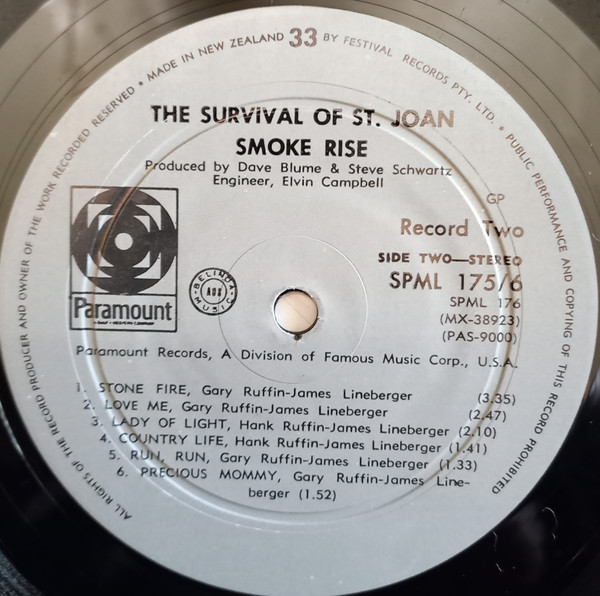 ALL RIGHTS OF THE RECORD PRODUCER AND OWNER OF THE WORK RECORDED RESERVED • MADE IN NEW ZEALAND 33 BY FESTIVAL RECORDS PTY. LTD. • PUBLIC PERFORMANCE AND COPYING OF THIS RECORD PROHIBITED
THE SURVIVAL OF ST. JOAN
SMOKE RISE
Produced by Dave Blume & Steve Schwartz
Engineer, Elvin Campbell
GP
Record Two
SIDE TWO—STEREO
SPML 175/6
SPML 176
(MX-38923)
(PAS-9000)
Paramount
BELINDA
MUSIC
Paramount Records, A Division of Famous Music Corp., U.S.A.
1. STONE FIRE, Gary Ruffin-James Lineberger (3.35)
2. LOVE ME, Gary Ruffin-James Lineberger (2.47)
3. LADY OF LIGHT, Hank Ruffin-James Lineberger (2.10)
4. COUNTRY LIFE, Hank Ruffin-James Lineberger (1.41)
5. RUN, RUN, Gary Ruffin-James Lineberger (1.33)
6. PRECIOUS MOMMY, Gary Ruffin-James Line-
berger (1.52)